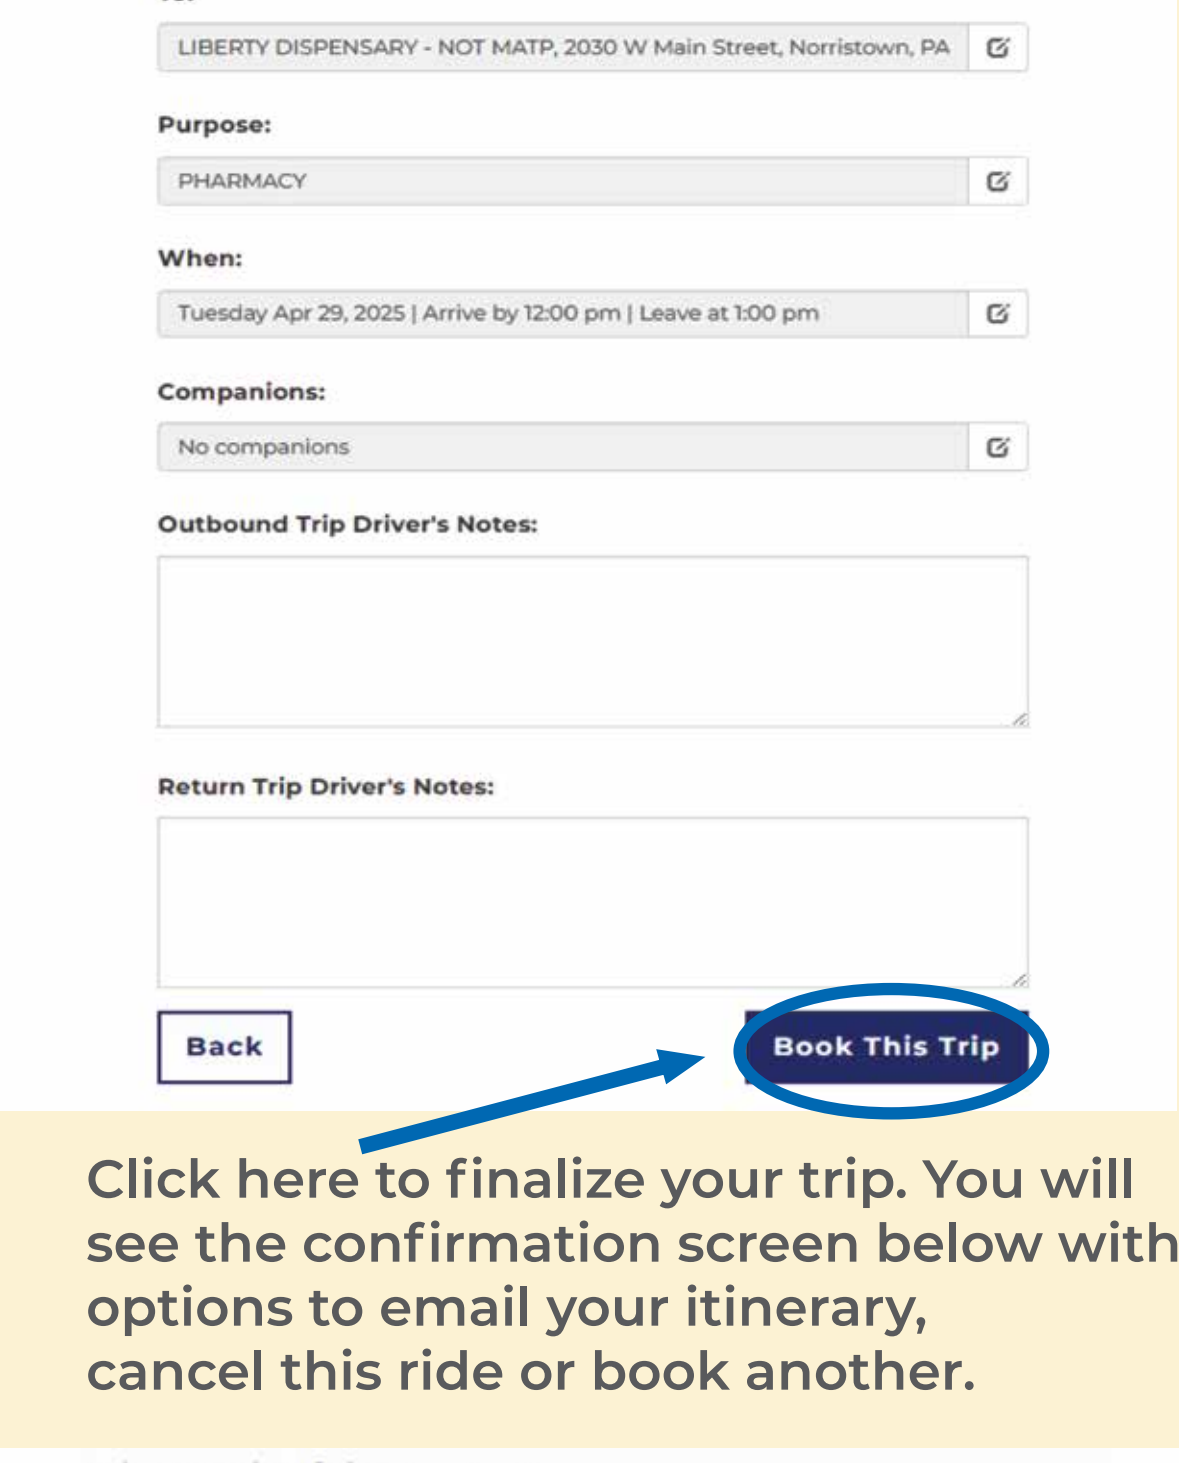 LIBERTY DISPENSARY - NOT MATP, 2030 W Main Street, Norristown, PA
Purpose:
PHARMACY
When:
Tuesday Apr 29, 2025 | Arrive by 12:00 pm | Leave at 1:00 pm
Companions:
No companions
Outbound Trip Driver's Notes:
Return Trip Driver's Notes:
Back
Book This Trip
Click here to finalize your trip. You will
see the confirmation screen below with
options to email your itinerary,
cancel this ride or book another.